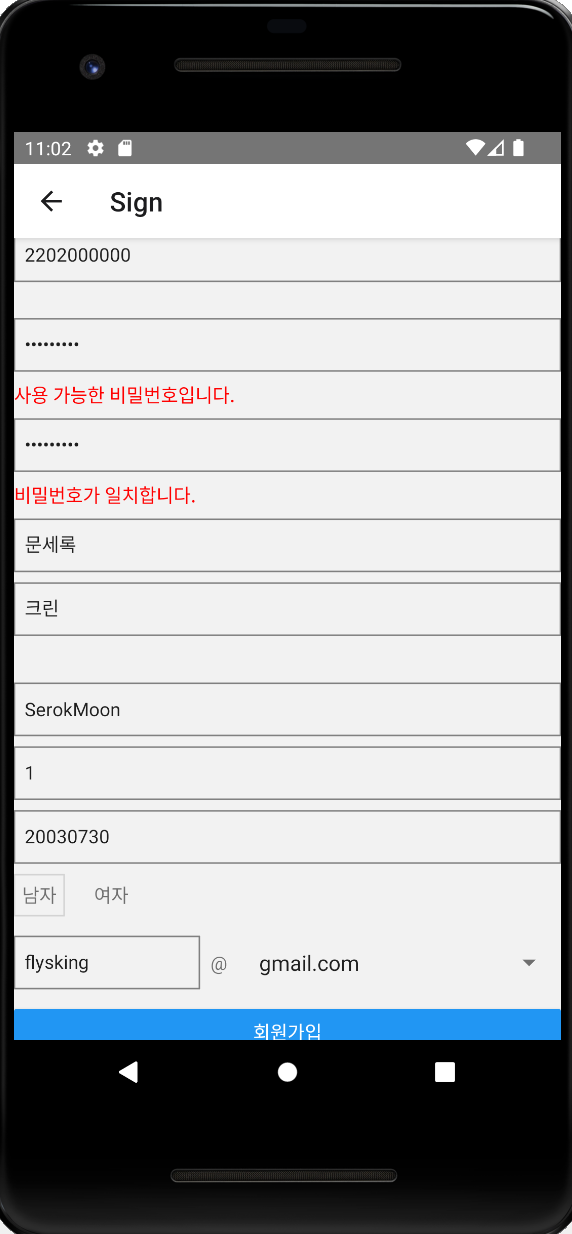 11:02
Sign
2202000000
•••••••••
사용 가능한 비밀번호입니다.
•••••••••
비밀번호가 일치합니다.
문세록
크린
SerokMoon
1
20030730
남자 여자
flysking @ gmail.com
회원가입